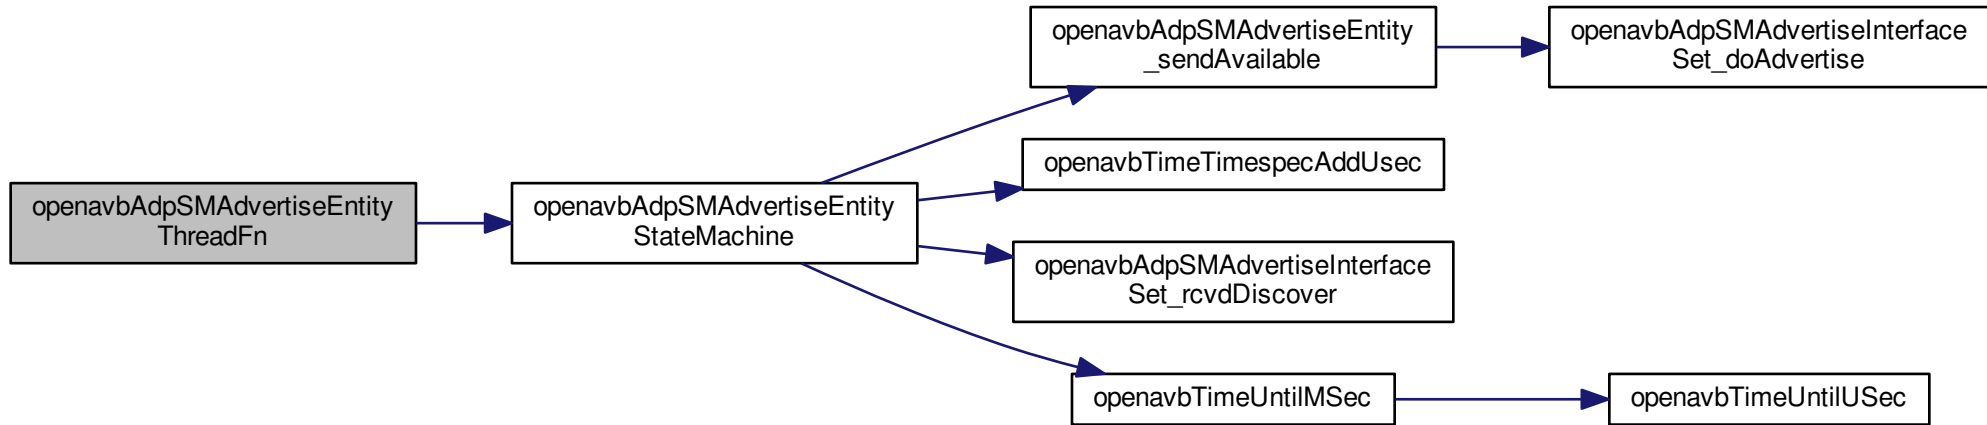 openavbAdpSMAdvertiseEntity
ThreadFn
openavbAdpSMAdvertiseEntity
StateMachine
openavbAdpSMAdvertiseEntity
_sendAvailable
openavbAdpSMAdvertiseInterface
Set_doAdvertise
openavbTimeTimespecAddUsec
openavbAdpSMAdvertiseInterface
Set_rcvdDiscover
openavbTimeUntilMSec
openavbTimeUntilUSec